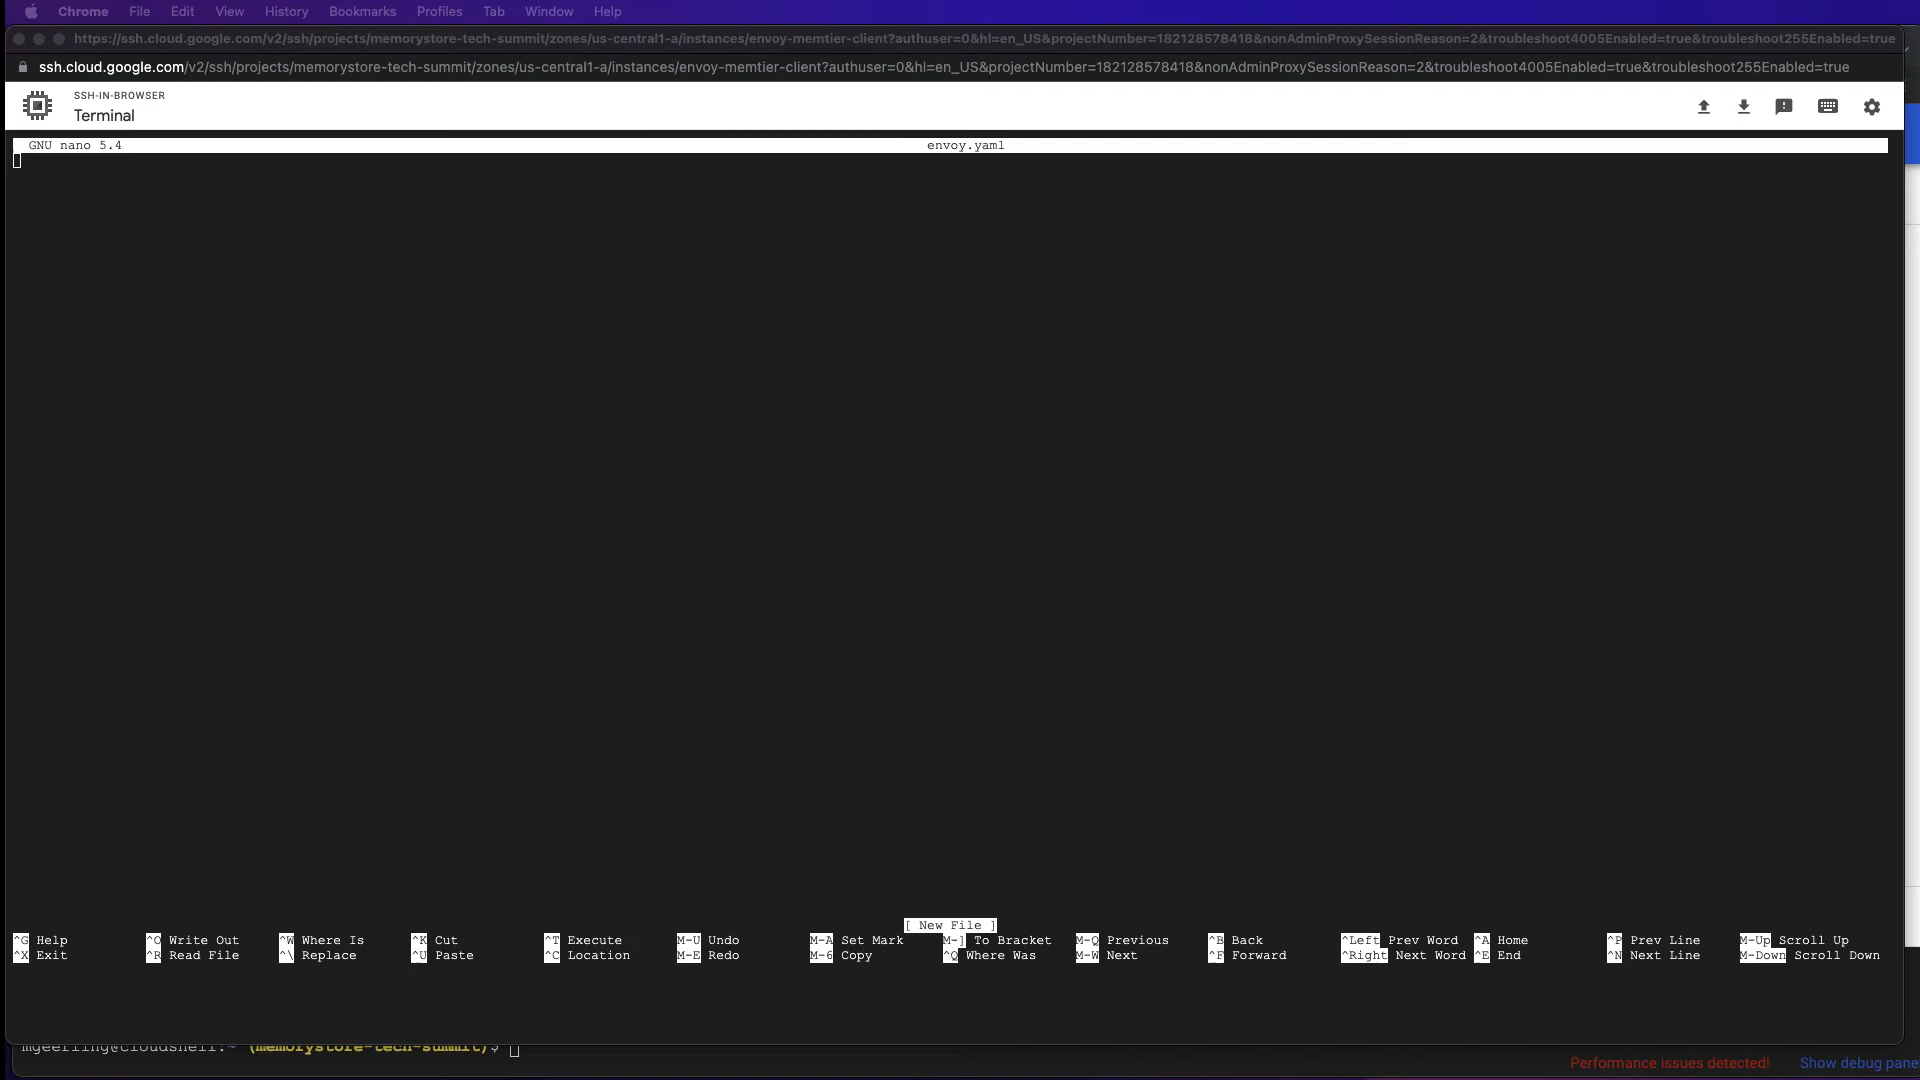 Chrome File Edit View History Bookmarks Profiles Tab Window Help
https://ssh.cloud.google.com/v2/ssh/projects/memorystore-tech-summit/zones/us-central1-a/instances/envoy-memtier-client?authuser=0&hl=en_US&projectNumber=182128578418&nonAdminProxySessionReason=2&troubleshoot4005Enabled=true&troubleshoot255Enabled=true
ssh.cloud.google.com/v2/ssh/projects/memorystore-tech-summit/zones/us-central1-a/instances/envoy-memtier-client?authuser=0&hl=en_US&projectNumber=182128578418&nonAdminProxySessionReason=2&troubleshoot4005Enabled=true&troubleshoot255Enabled=true
SSH-IN-BROWSER
Terminal
GNU nano 5.4 envoy.yaml
[ New File ]
^G Help ^O Write Out ^W Where Is ^K Cut ^T Execute M-U Undo M-A Set Mark M-] To Bracket M-Q Previous ^B Back ^Left Prev Word ^A Home ^P Prev Line M-Up Scroll Up
^X Exit ^R Read File ^\ Replace ^U Paste ^C Location M-E Redo M-6 Copy ^Q Where Was M-W Next ^F Forward ^Right Next Word ^E End ^N Next Line M-Down Scroll Down
mgeerling@cloudshell:~ (memorystore-tech-summit)$
Performance issues detected! Show debug pane